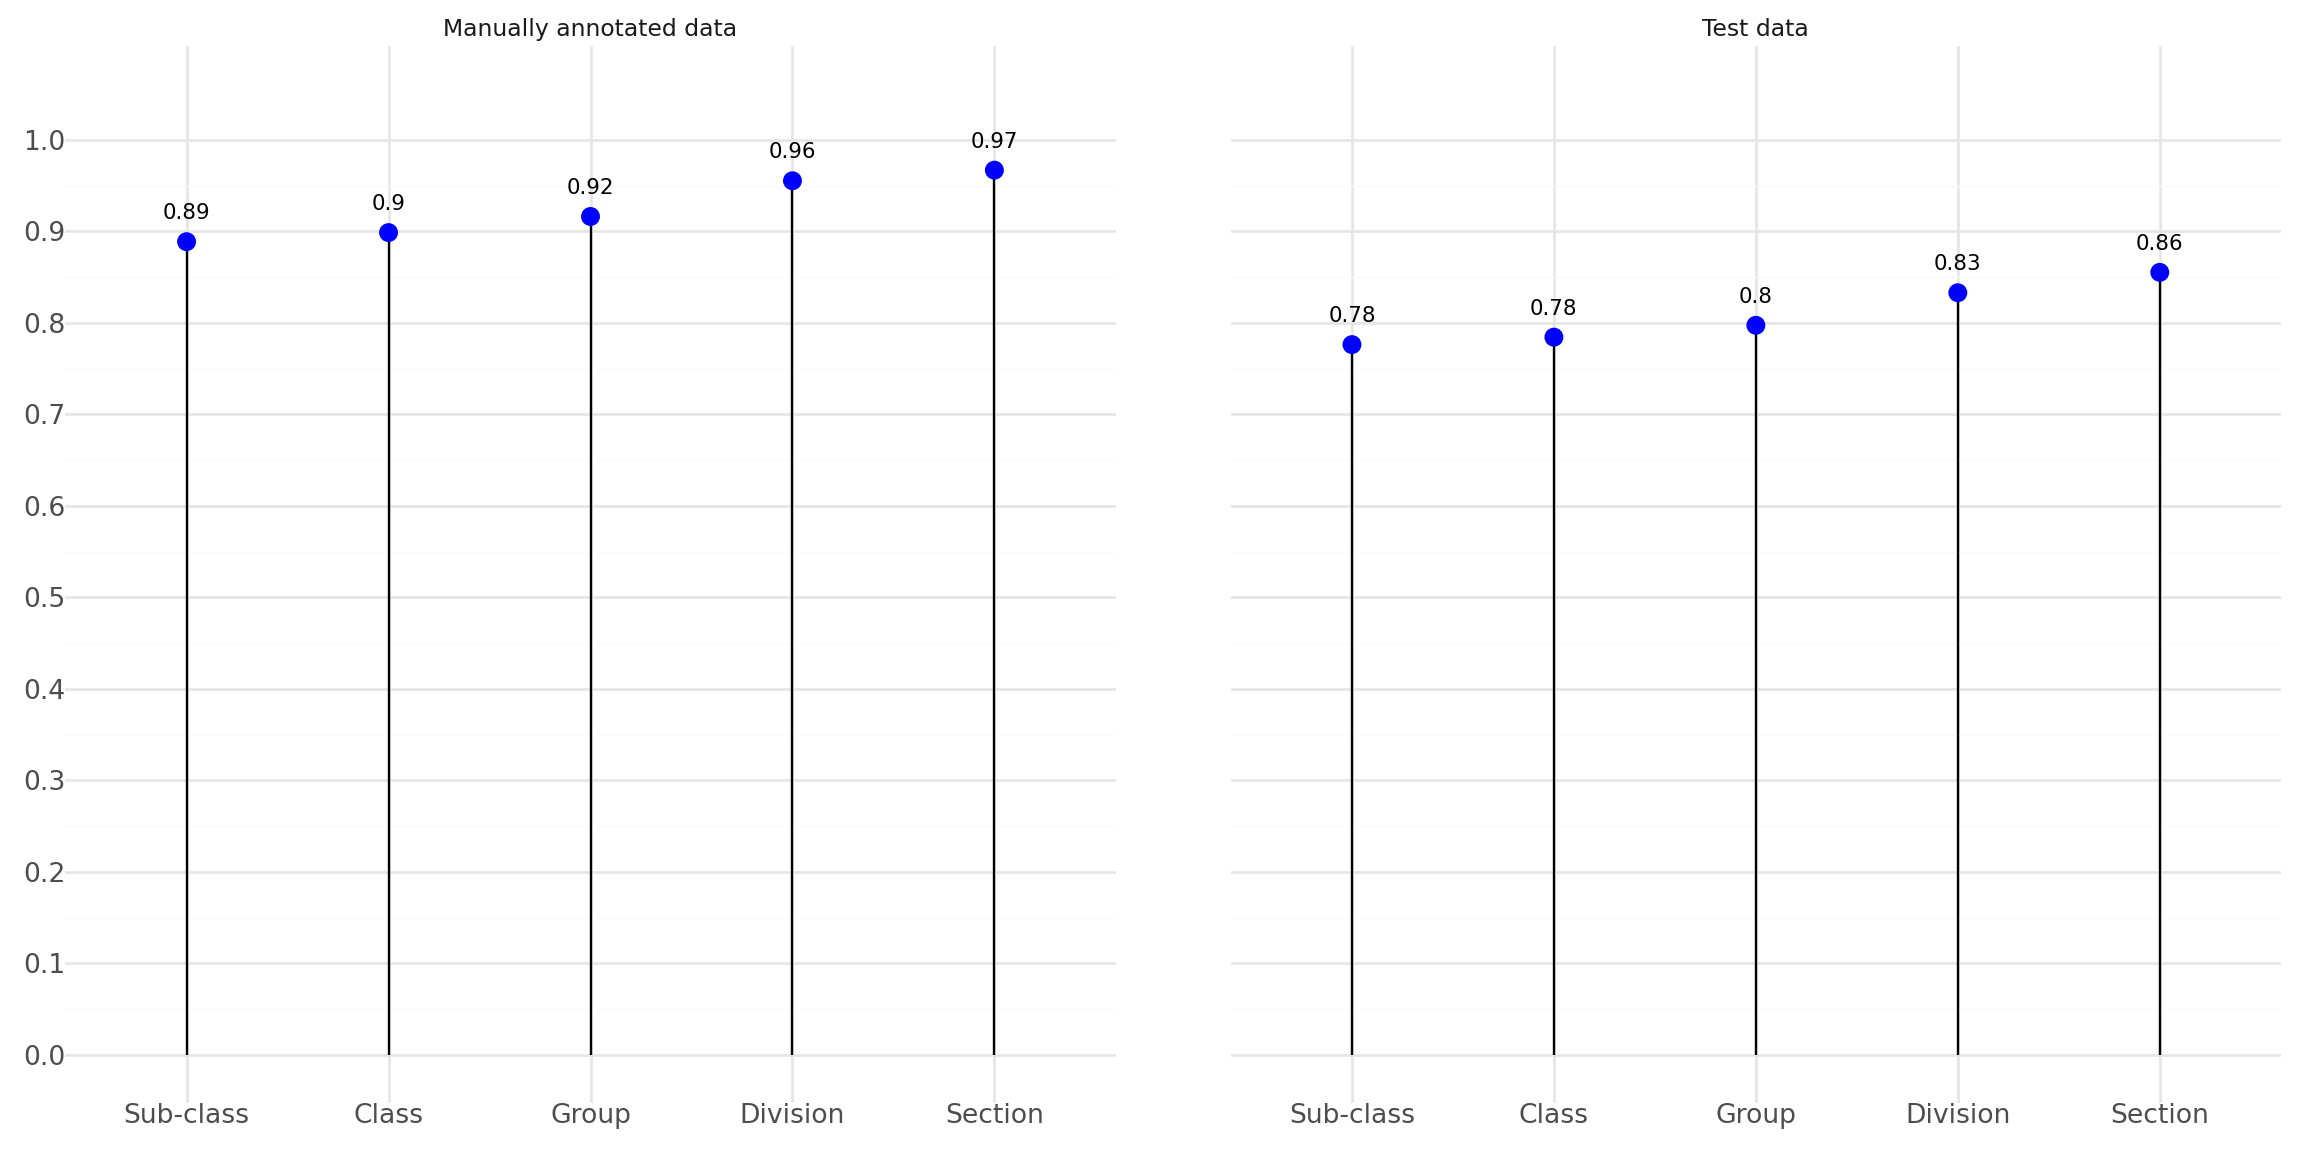 Manually annotated data
Test data
1.0
0.9
0.8
0.7
0.6
0.5
0.4
0.3
0.2
0.1
0.0
0.89
0.9
0.92
0.96
0.97
0.78
0.78
0.8
0.83
0.86
Sub-class
Class
Group
Division
Section
Sub-class
Class
Group
Division
Section